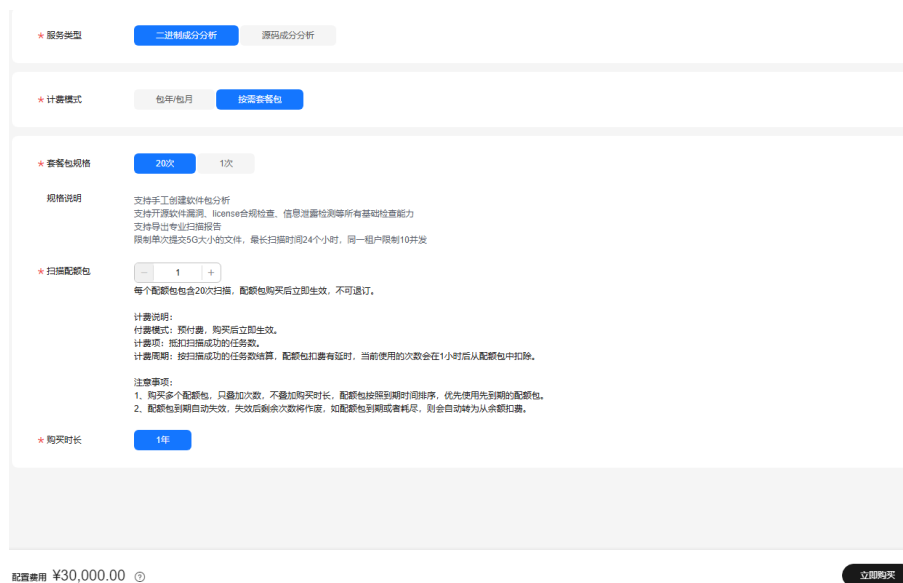 * 服务类型 二进制成分分析 源码成分分析
* 计费模式 包年/包月 按需套餐包
* 套餐包规格 20次 1次
规格说明 支持手工创建软件包分析
支持开源软件漏洞、license合规检查、信息泄露检测等所有基础检查能力
支持导出专业扫描报告
限制单次提交5G大小的文件，最长扫描时间24个小时，同一租户限制10并发
* 扫描配额包 − 1 +
每个配额包包含20次扫描，配额包购买后立即生效，不可退订。
计费说明：
付费模式：预付费，购买后立即生效。
计费项：抵扣扫描成功的任务数。
计费周期：按扫描成功的任务数结算，配额包扣费有延时，当前使用的次数会在1小时后从配额包中扣除。
注意事项：
1、购买多个配额包，只叠加次数，不叠加购买时长，配额包按照到期时间排序，优先使用先到期的配额包。
2、配额包到期自动失效，失效后剩余次数将作废，如配额包到期或者耗尽，则会自动转为从余额扣费。
* 购买时长 1年
配置费用 ¥30,000.00 ? 立即购买